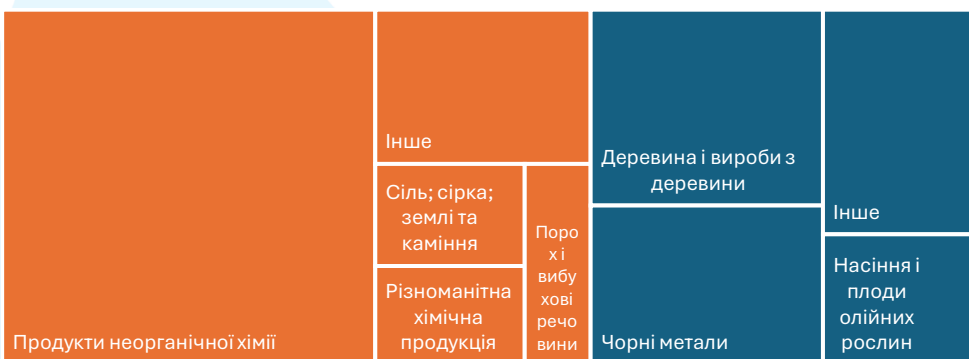 Продукти неорганічної хімії
Інше
Сіль; сірка;
землі та
каміння
Різноманітна
хімічна
продукція
Поро
х і
вибу
хові
речо
вини
Деревина і вироби з
деревини
Чорні метали
Інше
Насіння і
плоди
олійних
рослин